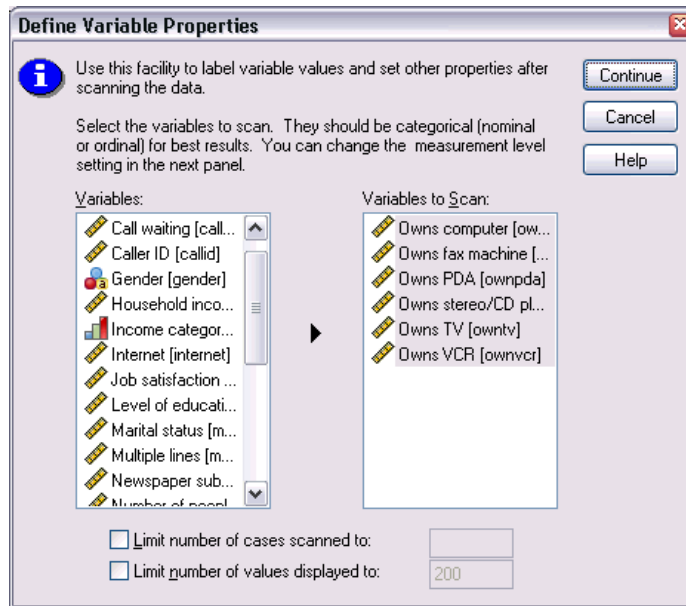 Define Variable Properties
Use this facility to label variable values and set other properties after
scanning the data.
Select the variables to scan. They should be categorical (nominal
or ordinal) for best results. You can change the measurement level
setting in the next panel.
Continue
Cancel
Help
Variables:
Call waiting [call...
Caller ID [callid]
Gender [gender]
Household inco...
Income categor...
Internet [internet]
Job satisfaction ...
Level of educati...
Marital status [m...
Multiple lines [m...
Newspaper sub...
Number of peopl
Variables to Scan:
Owns computer [ow...
Owns fax machine [...
Owns PDA [ownpda]
Owns stereo/CD pl...
Owns TV [owntv]
Owns VCR [ownvcr]
Limit number of cases scanned to:
Limit number of values displayed to:
200